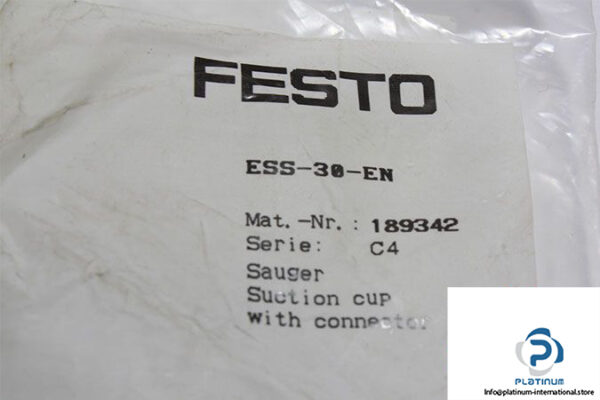 FESTO
ESS-30-EN
Mat.-Nr.: 189342
Serie: C4
Sauger
Suction cup
with connector
PLATINUM
Info@platinum-international.store